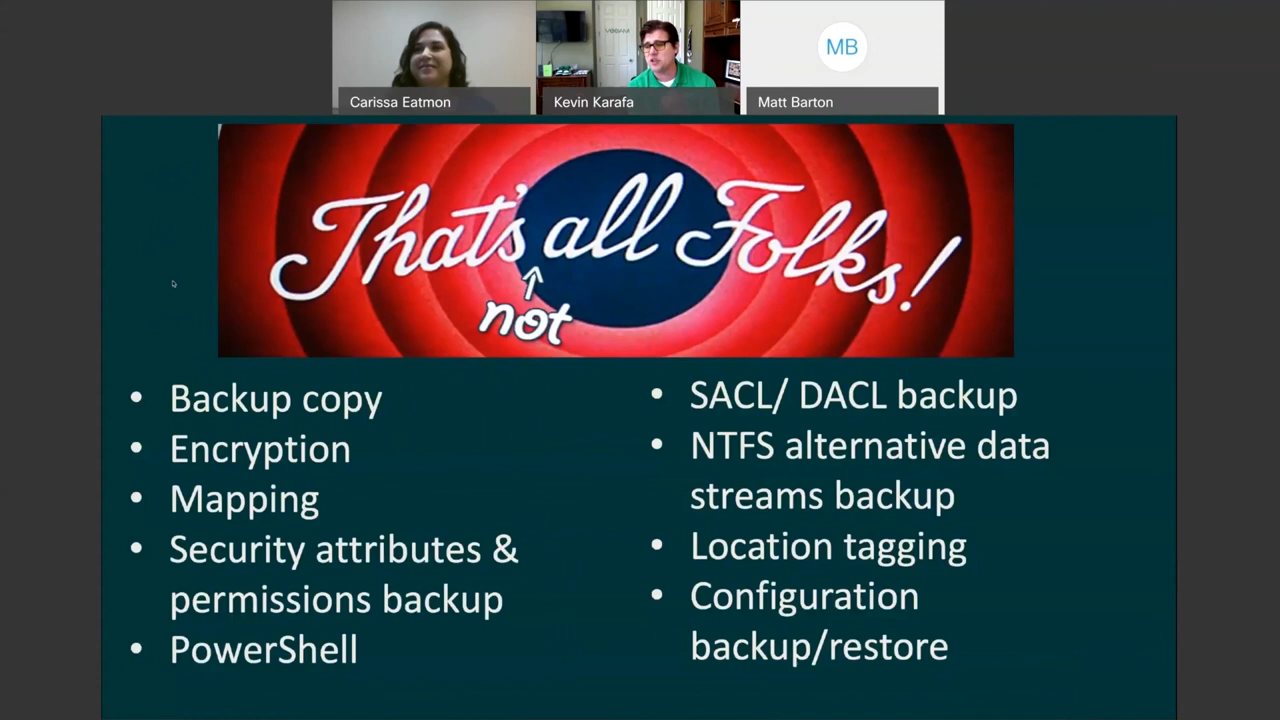 Carissa Eatmon
Kevin Karafa
MB
Matt Barton
That's all Folks!
not
• Backup copy
• Encryption
• Mapping
• Security attributes &
permissions backup
• PowerShell
• SACL/ DACL backup
• NTFS alternative data
streams backup
• Location tagging
• Configuration
backup/restore